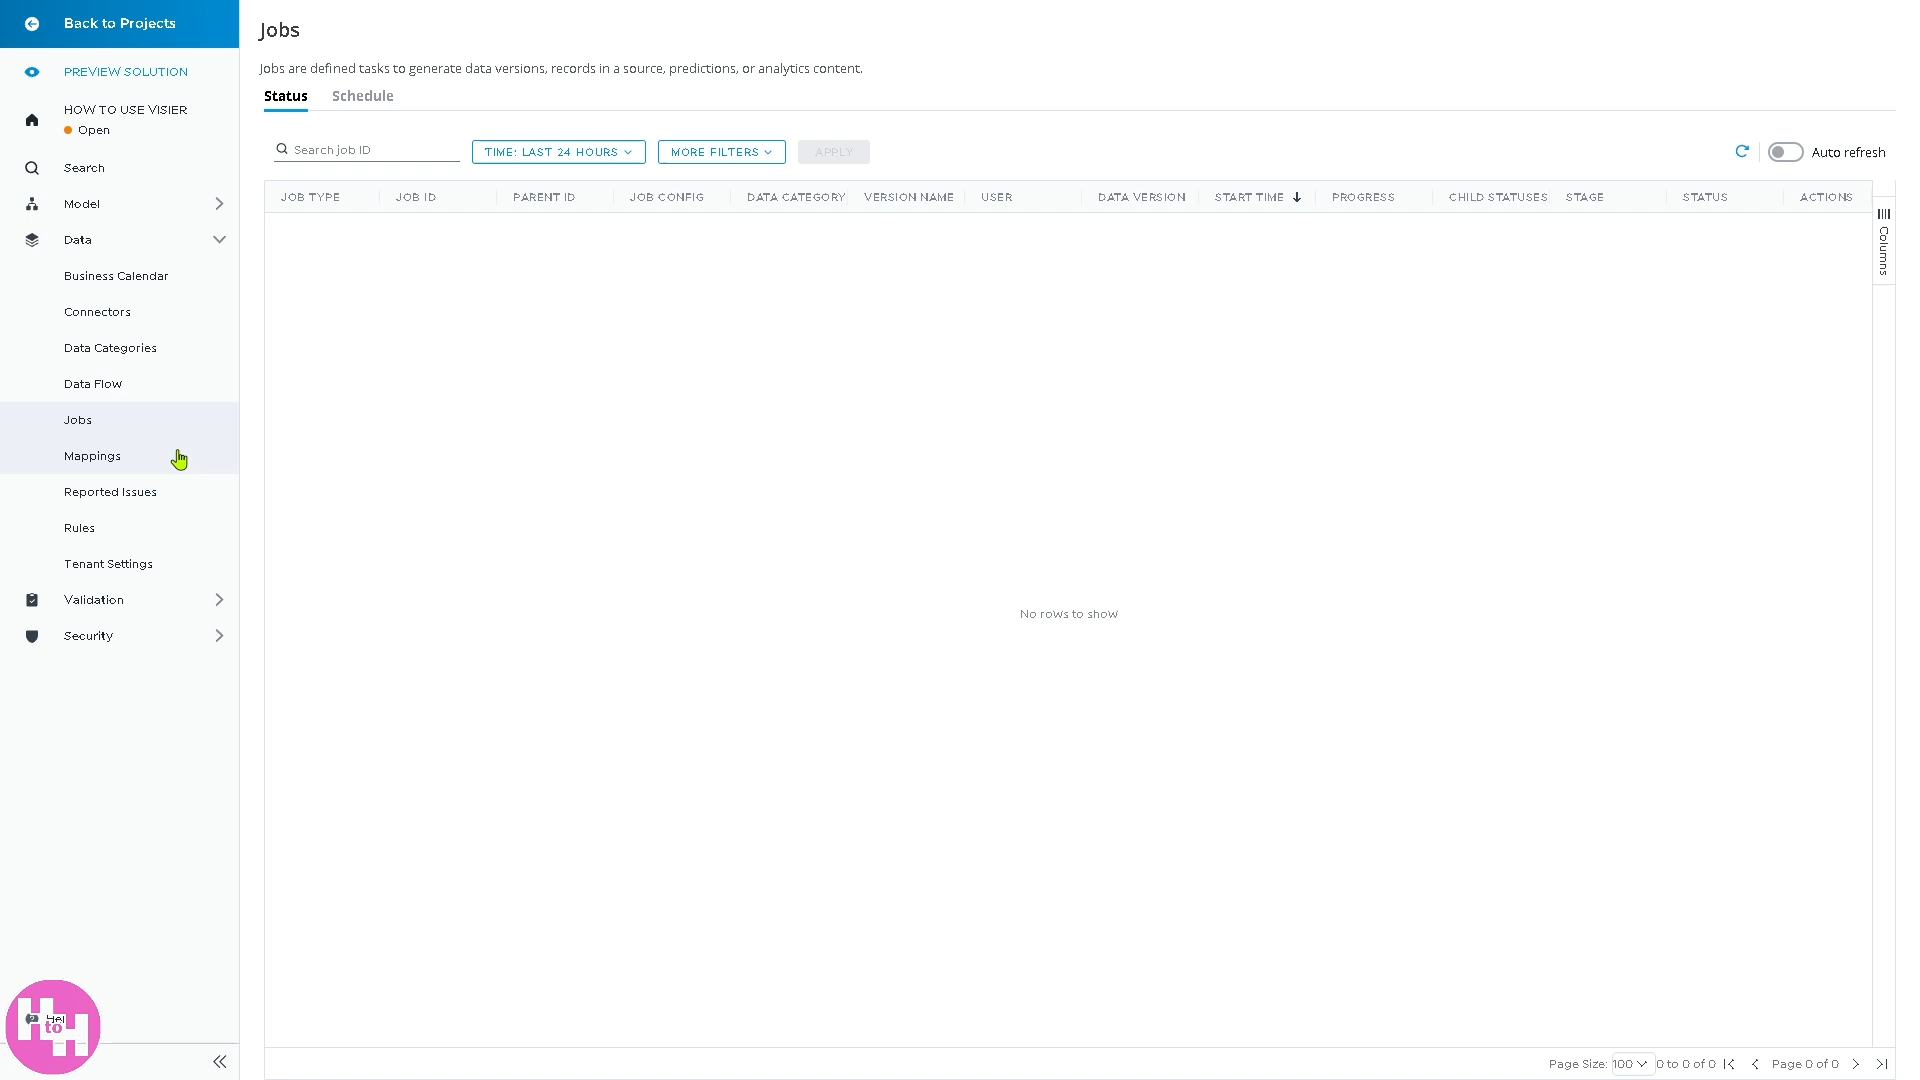 Back to Projects
PREVIEW SOLUTION
HOW TO USE VISIER
Open
Search
Model
Data
Business Calendar
Connectors
Data Categories
Data Flow
Jobs
Mappings
Reported Issues
Rules
Tenant Settings
Validation
Security
Jobs
Jobs are defined tasks to generate data versions, records in a source, predictions, or analytics content.
Status Schedule
Search job ID TIME: LAST 24 HOURS MORE FILTERS APPLY Auto refresh
JOB TYPE JOB ID PARENT ID JOB CONFIG DATA CATEGORY VERSION NAME USER DATA VERSION START TIME PROGRESS CHILD STATUSES STAGE STATUS ACTIONS
Columns
No rows to show
Page Size: 100 0 to 0 of 0 Page 0 of 0
H to H